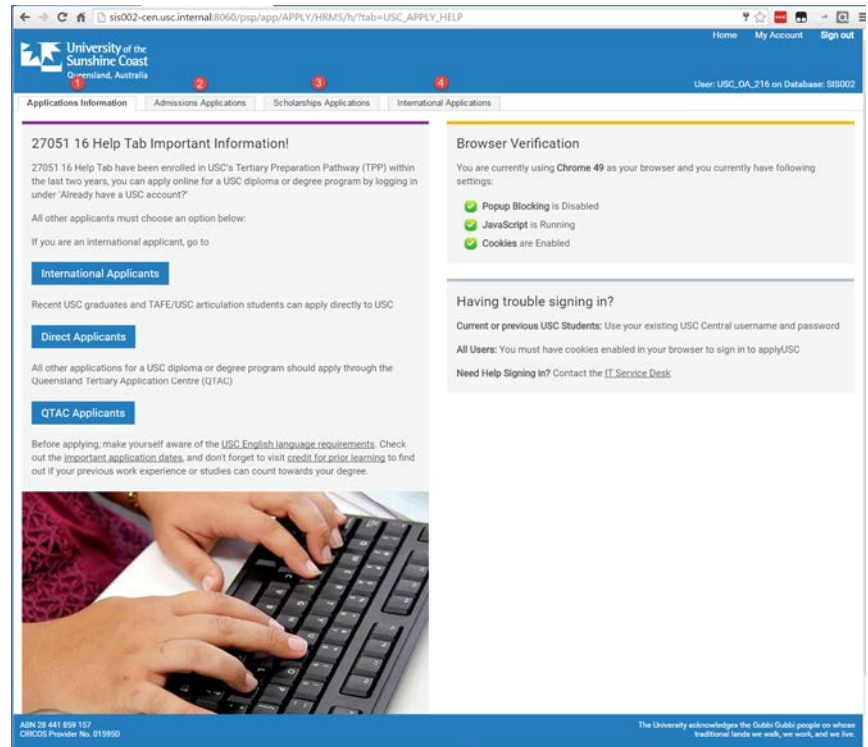 sis002-cen.usc.internal:8060/psp/app/APPLY/HRMS/h/?tab=USC_APPLY_HELP
Home My Account Sign out
University of the
Sunshine Coast
Queensland, Australia
User: USC_OA_216 on Database: SIS002
1 2 3 4
Applications Information Admissions Applications Scholarships Applications International Applications
27051 16 Help Tab Important Information!
27051 16 Help Tab have been enrolled in USC's Tertiary Preparation Pathway (TPP) within
the last two years, you can apply online for a USC diploma or degree program by logging in
under 'Already have a USC account?'
All other applicants must choose an option below:
If you are an international applicant, go to
International Applicants
Recent USC graduates and TAFE/USC articulation students can apply directly to USC
Direct Applicants
All other applications for a USC diploma or degree program should apply through the
Queensland Tertiary Application Centre (QTAC)
QTAC Applicants
Before applying, make yourself aware of the USC English language requirements. Check
out the important application dates, and don't forget to visit credit for prior learning to find
out if your previous work experience or studies can count towards your degree.
Browser Verification
You are currently using Chrome 49 as your browser and you currently have following
settings:
Popup Blocking is Disabled
JavaScript is Running
Cookies are Enabled
Having trouble signing in?
Current or previous USC Students: Use your existing USC Central username and password
All Users: You must have cookies enabled in your browser to sign in to applyUSC
Need Help Signing in? Contact the IT Service Desk
ABN 28 441 859 157
CRICOS Provider No. 01595D
The University acknowledges the Gubbi Gubbi people on whose
traditional lands we walk, we work, and we live.